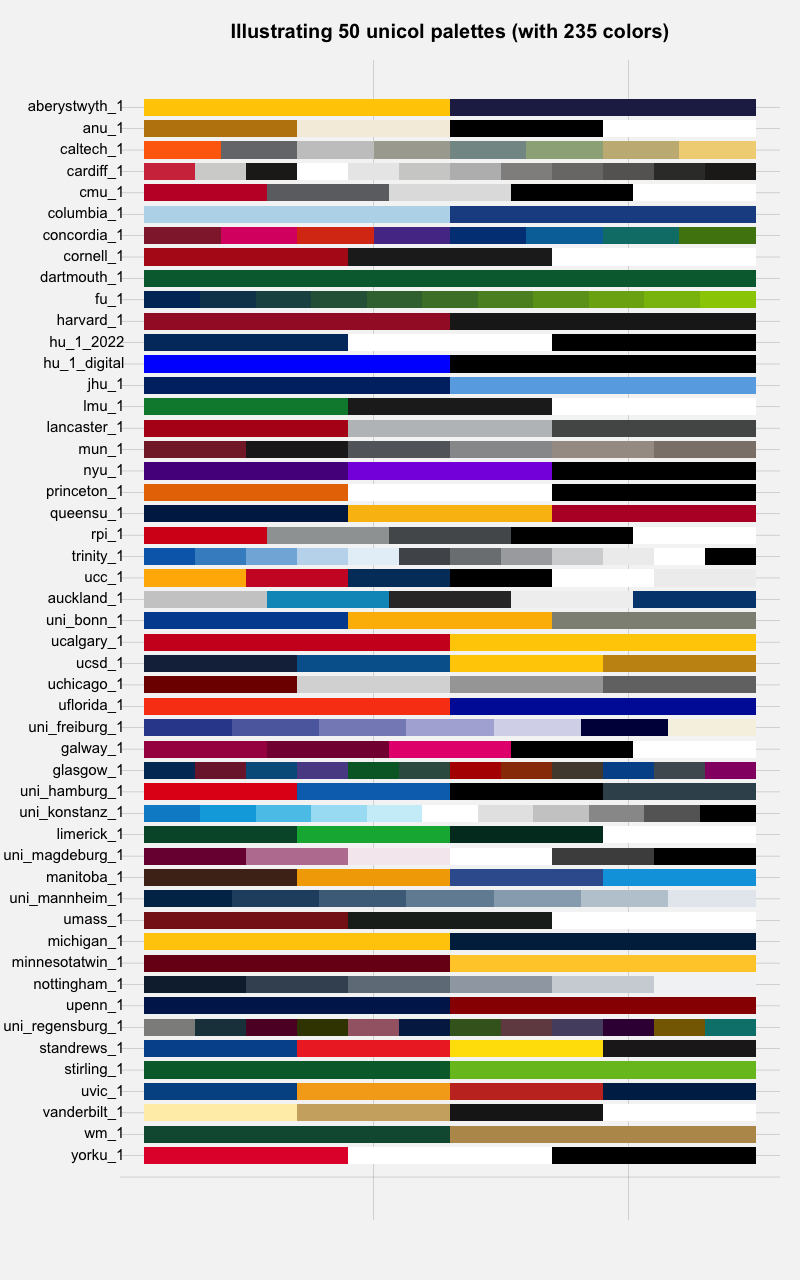 Illustrating 50 unicol palettes (with 235 colors)
aberystwyth_1
anu_1
caltech_1
cardiff_1
cmu_1
columbia_1
concordia_1
cornell_1
dartmouth_1
fu_1
harvard_1
hu_1_2022
hu_1_digital
jhu_1
lmu_1
lancaster_1
mun_1
nyu_1
princeton_1
queensu_1
rpi_1
trinity_1
ucc_1
auckland_1
uni_bonn_1
ucalgary_1
ucsd_1
uchicago_1
uflorida_1
uni_freiburg_1
galway_1
glasgow_1
uni_hamburg_1
uni_konstanz_1
limerick_1
uni_magdeburg_1
manitoba_1
uni_mannheim_1
umass_1
michigan_1
minnesotatwin_1
nottingham_1
upenn_1
uni_regensburg_1
standrews_1
stirling_1
uvic_1
vanderbilt_1
wm_1
yorku_1